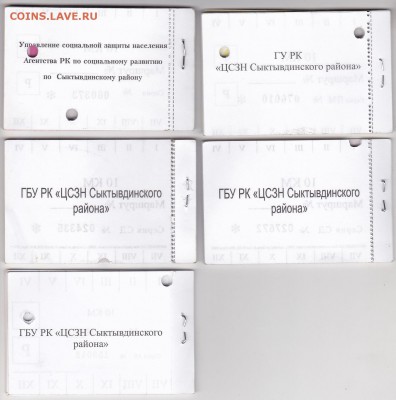 COINS.LAVE.RU
Управление социальной защиты населения
Агентства РК по социальному развитию
по Сыктывдинскому району
ГУ РК
«ЦСЗН Сыктывдинского
района»
ГБУ РК «ЦСЗН Сыктывдинского
района»
ГБУ РК «ЦСЗН Сыктывдинского
района»
ГБУ РК «ЦСЗН Сыктывдинского
района»